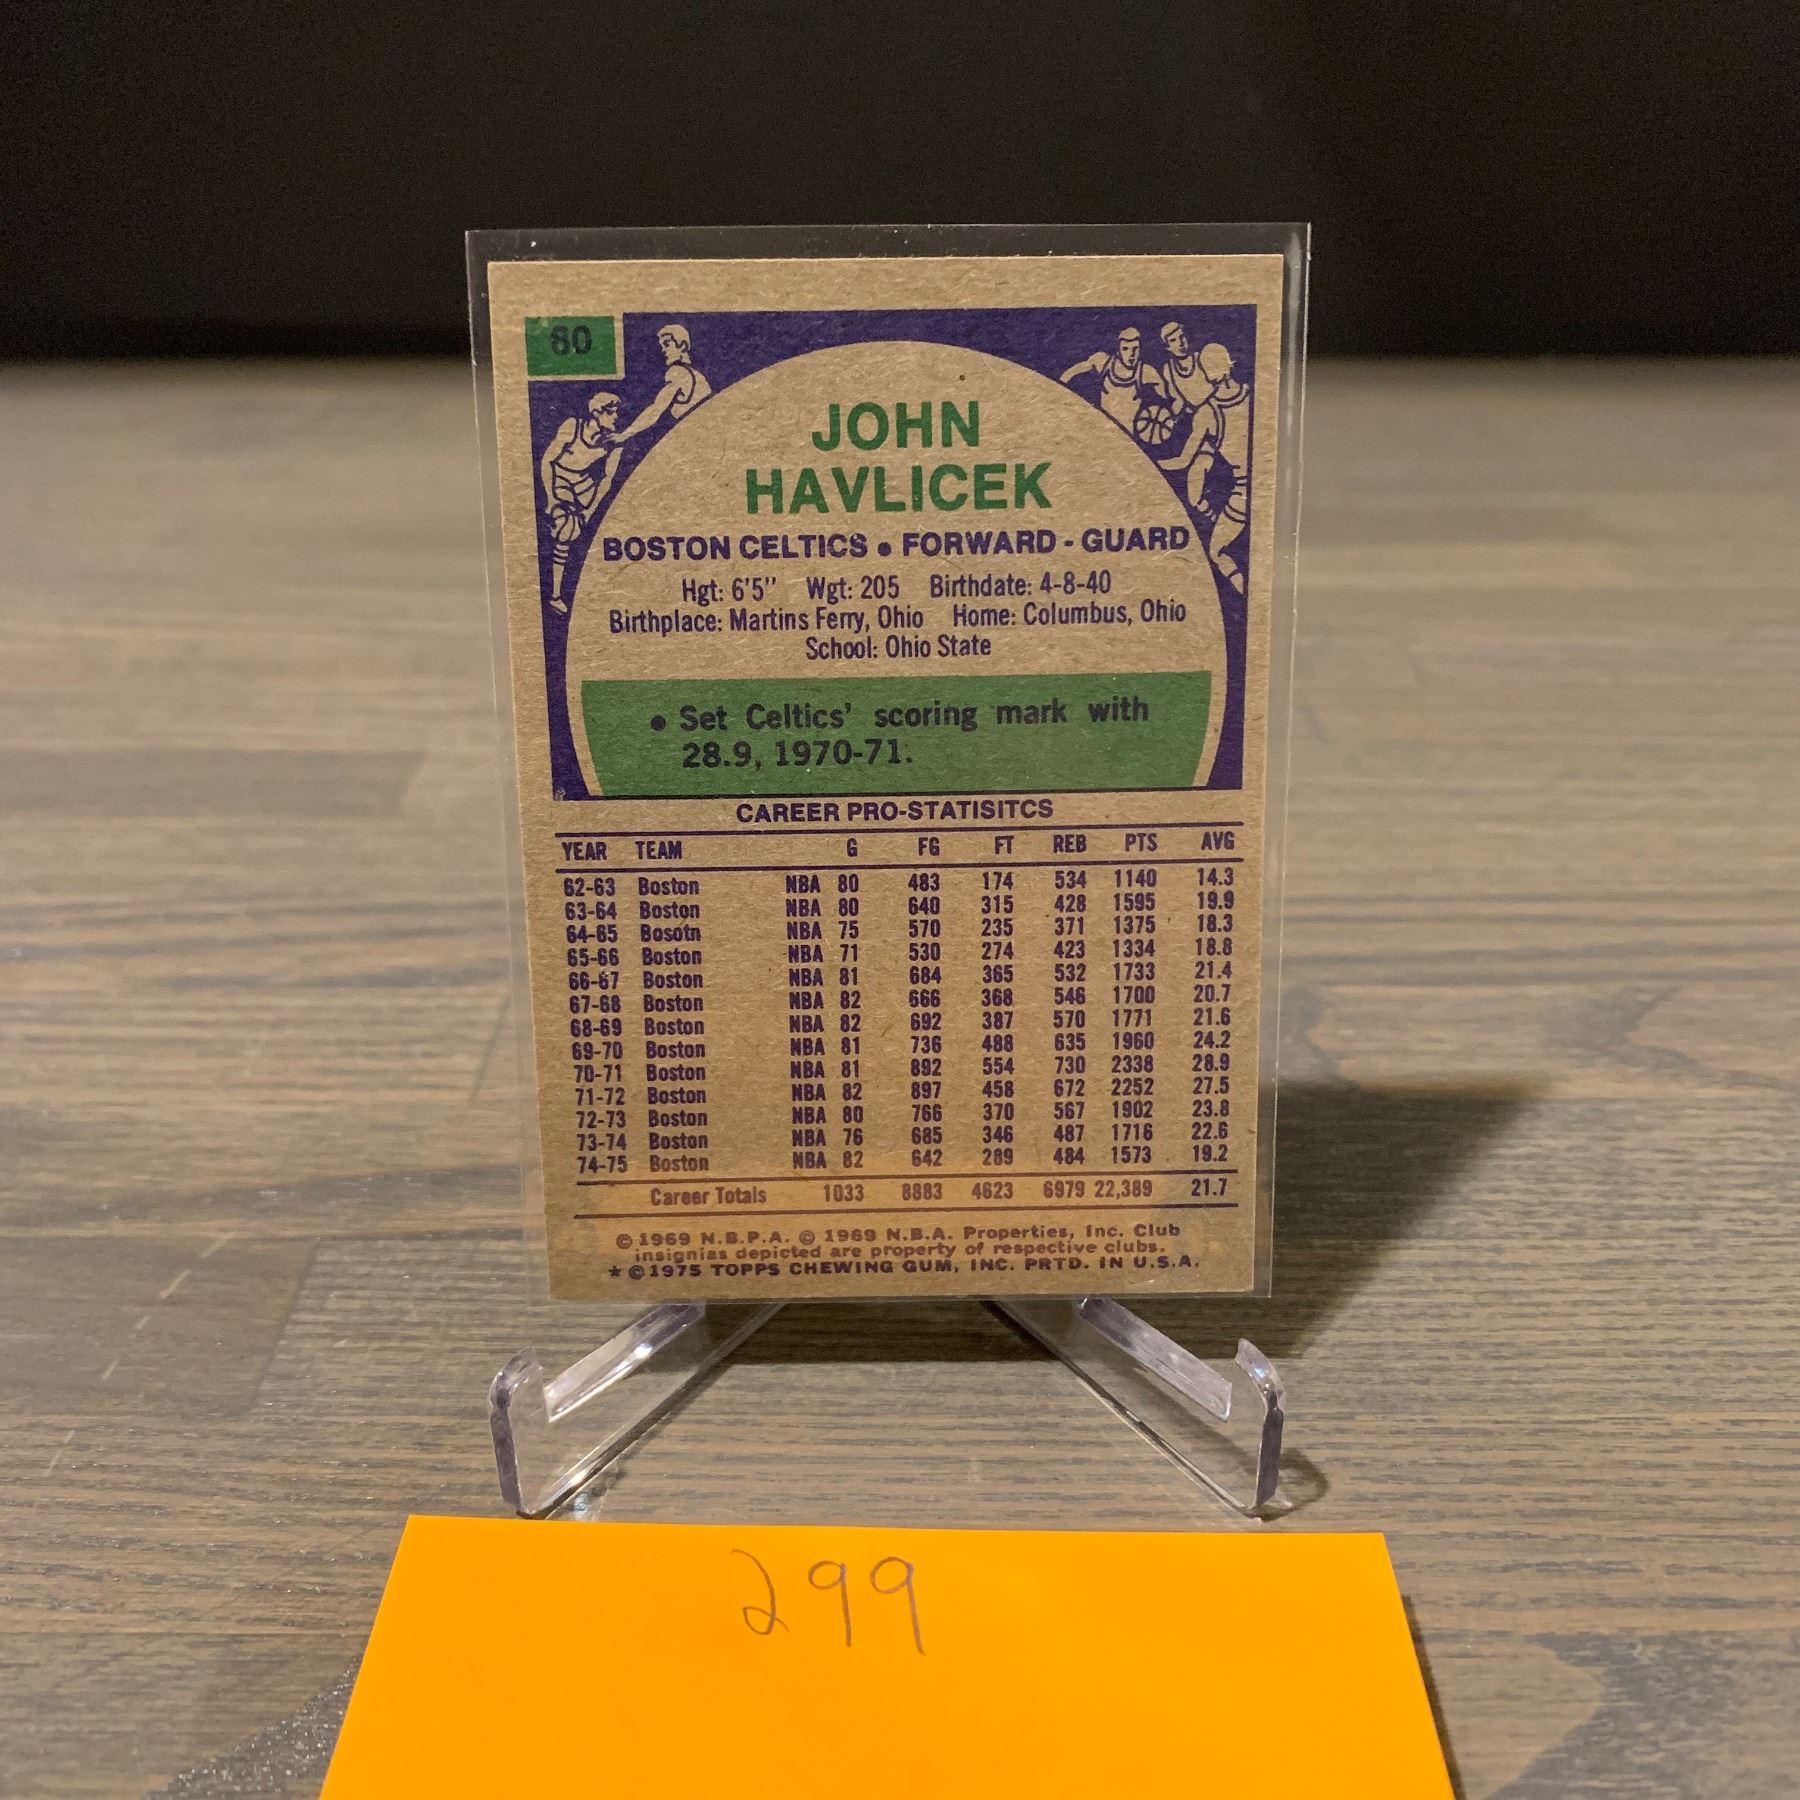 80
JOHN
HAVLICEK
BOSTON CELTICS • FORWARD - GUARD
Hgt: 6'5" Wgt: 205 Birthdate: 4-8-40
Birthplace: Martins Ferry, Ohio Home: Columbus, Ohio
School: Ohio State
• Set Celtics' scoring mark with
28.9, 1970-71.
CAREER PRO-STATISITCS
YEAR TEAM G FG FT REB PTS AVG
62-63 Boston NBA 80 483 174 534 1140 14.3
63-64 Boston NBA 80 640 315 428 1595 19.9
64-65 Bosotn NBA 75 570 235 371 1375 18.3
65-66 Boston NBA 71 530 274 423 1334 18.8
66-67 Boston NBA 81 684 365 532 1733 21.4
67-68 Boston NBA 82 666 368 546 1700 20.7
68-69 Boston NBA 82 692 387 570 1771 21.6
69-70 Boston NBA 81 736 488 635 1960 24.2
70-71 Boston NBA 81 892 554 730 2338 28.9
71-72 Boston NBA 82 897 458 672 2252 27.5
72-73 Boston NBA 80 766 370 567 1902 23.8
73-74 Boston NBA 76 685 346 487 1716 22.6
74-75 Boston NBA 82 642 289 484 1573 19.2
Career Totals 1033 8883 4623 6979 22,389 21.7
© 1969 N.B.P.A. © 1969 N.B.A. Properties, Inc. Club
insignias depicted are property of respective clubs.
* © 1975 TOPPS CHEWING GUM, INC. PRTD. IN U.S.A.
299